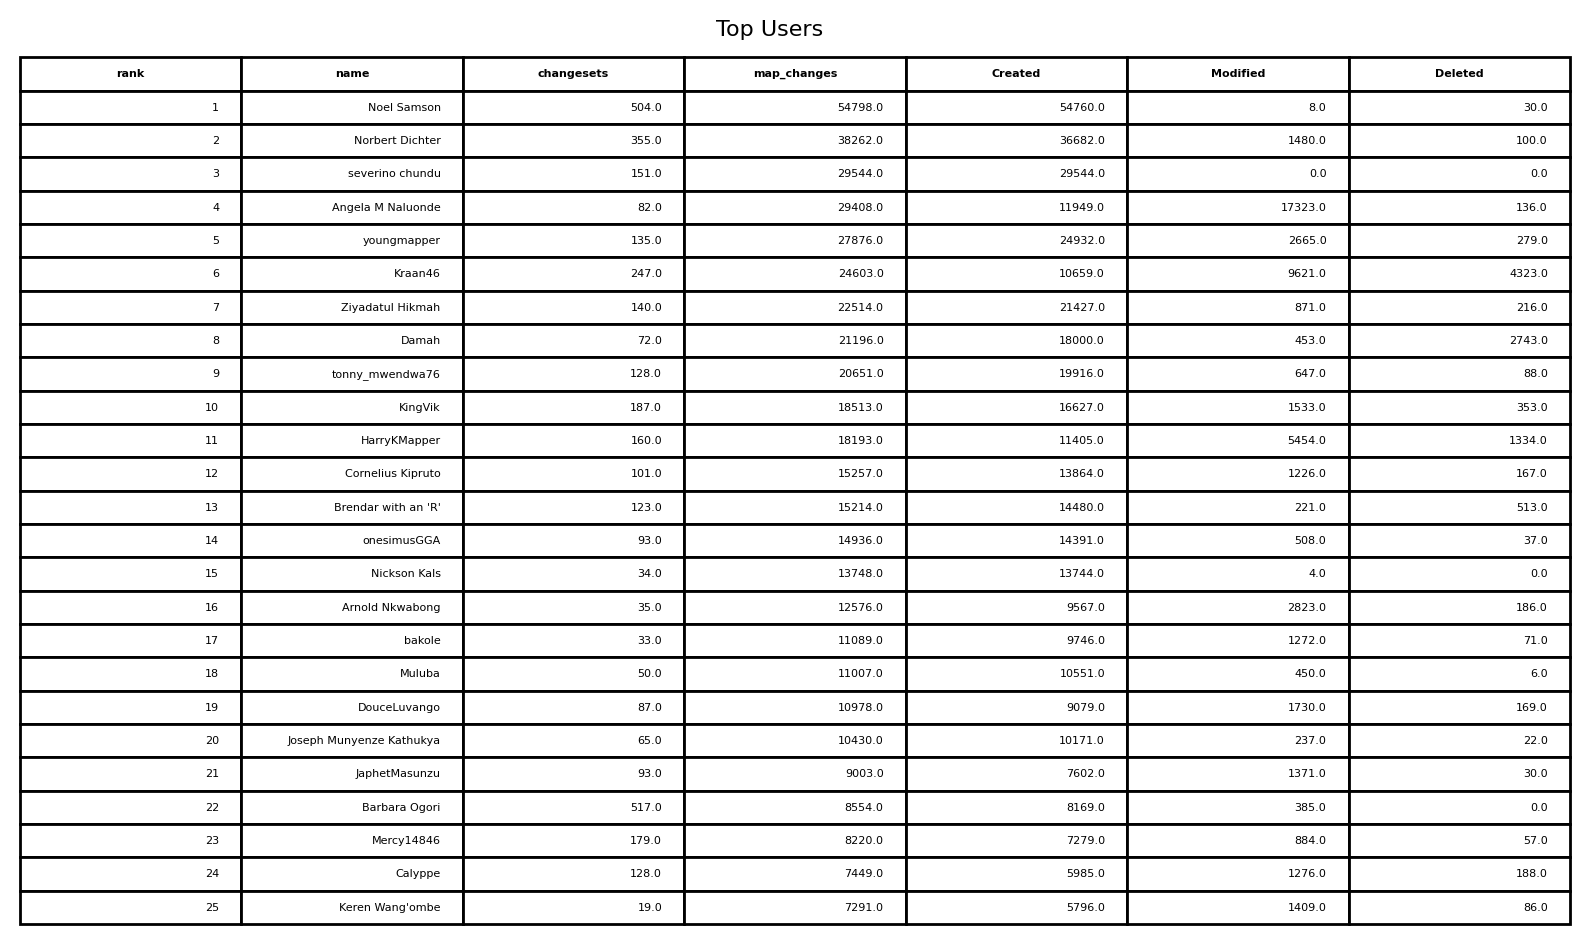 Top Users
rank name changesets map_changes Created Modified Deleted
1 Noel Samson 504.0 54798.0 54760.0 8.0 30.0
2 Norbert Dichter 355.0 38262.0 36682.0 1480.0 100.0
3 severino chundu 151.0 29544.0 29544.0 0.0 0.0
4 Angela M Naluonde 82.0 29408.0 11949.0 17323.0 136.0
5 youngmapper 135.0 27876.0 24932.0 2665.0 279.0
6 Kraan46 247.0 24603.0 10659.0 9621.0 4323.0
7 Ziyadatul Hikmah 140.0 22514.0 21427.0 871.0 216.0
8 Damah 72.0 21196.0 18000.0 453.0 2743.0
9 tonny_mwendwa76 128.0 20651.0 19916.0 647.0 88.0
10 KingVik 187.0 18513.0 16627.0 1533.0 353.0
11 HarryKMapper 160.0 18193.0 11405.0 5454.0 1334.0
12 Cornelius Kipruto 101.0 15257.0 13864.0 1226.0 167.0
13 Brendar with an 'R' 123.0 15214.0 14480.0 221.0 513.0
14 onesimusGGA 93.0 14936.0 14391.0 508.0 37.0
15 Nickson Kals 34.0 13748.0 13744.0 4.0 0.0
16 Arnold Nkwabong 35.0 12576.0 9567.0 2823.0 186.0
17 bakole 33.0 11089.0 9746.0 1272.0 71.0
18 Muluba 50.0 11007.0 10551.0 450.0 6.0
19 DouceLuvango 87.0 10978.0 9079.0 1730.0 169.0
20 Joseph Munyenze Kathukya 65.0 10430.0 10171.0 237.0 22.0
21 JaphetMasunzu 93.0 9003.0 7602.0 1371.0 30.0
22 Barbara Ogori 517.0 8554.0 8169.0 385.0 0.0
23 Mercy14846 179.0 8220.0 7279.0 884.0 57.0
24 Calyppe 128.0 7449.0 5985.0 1276.0 188.0
25 Keren Wang'ombe 19.0 7291.0 5796.0 1409.0 86.0